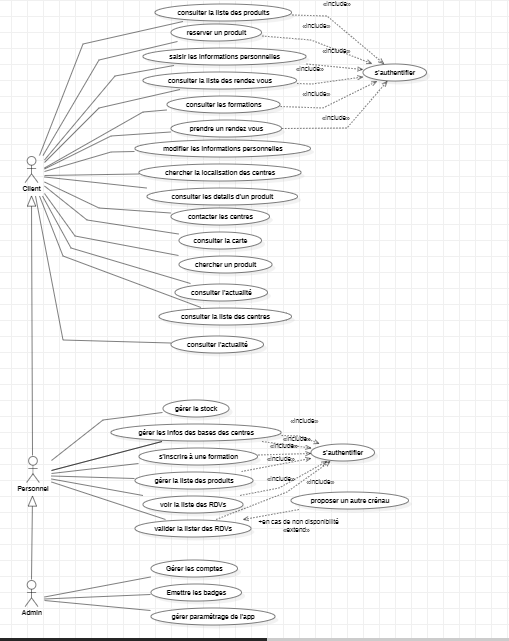 «include»
consulter la liste des produits
«include»
reserver un produit
«include»
saisir les informations personnelles
«include»
s'authentifier
consulter la liste des rendez vous
«include»
consulter les formations
«include»
prendre un rendez vous
modifier les informations personnelles
chercher la localisation des centres
Client
consulter les details d'un produit
contacter les centres
consulter la carte
chercher un produit
consulter l'actualité
consulter la liste des centres
consulter l'actualité
gérer le stock
«include»
gérer les infos des bases des centres
«include»
«include»
s'authentifier
s'inscrire à une formation
«include»
Personnel
gérer la liste des produits
«include»
«include»
proposer un autre crénau
voir la liste des RDVs
+en cas de non disponibilité
«extend»
valider la lister des RDVs
Gérer les comptes
Emettre les badges
Admin
gérer paramétrage de l'app